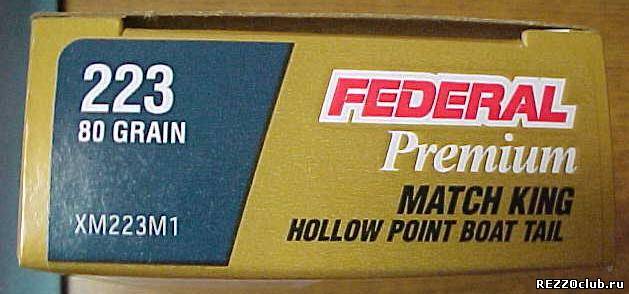 223
80 GRAIN
XM223M1
FEDERAL
Premium
MATCH KING
HOLLOW POINT BOAT TAIL
REZZOclub.ru